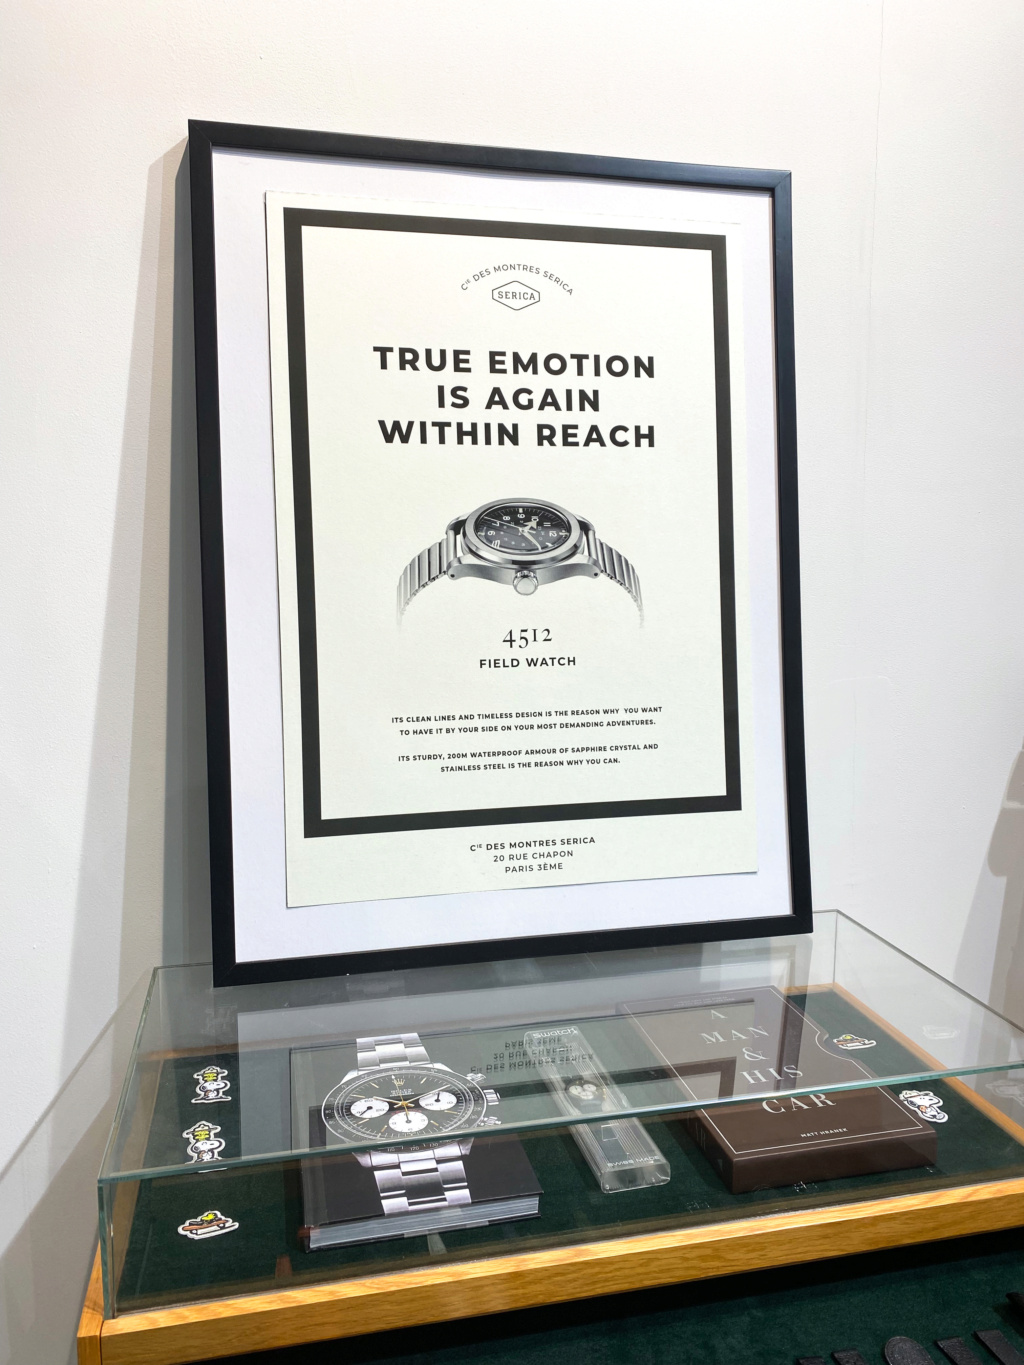 Cᴵᴱ DES MONTRES SERICA
SERICA
TRUE EMOTION
IS AGAIN
WITHIN REACH
4512
FIELD WATCH
ITS CLEAN LINES AND TIMELESS DESIGN IS THE REASON WHY YOU WANT
TO HAVE IT BY YOUR SIDE ON YOUR MOST DEMANDING ADVENTURES.
ITS STURDY, 200M WATERPROOF ARMOUR OF SAPPHIRE CRYSTAL AND
STAINLESS STEEL IS THE REASON WHY YOU CAN.
Cᴵᴱ DES MONTRES SERICA
20 RUE CHAPON
PARIS 3ÈME
swatch
SWISS MADE
A
MAN
&
HIS
CAR
MATT HRANEK